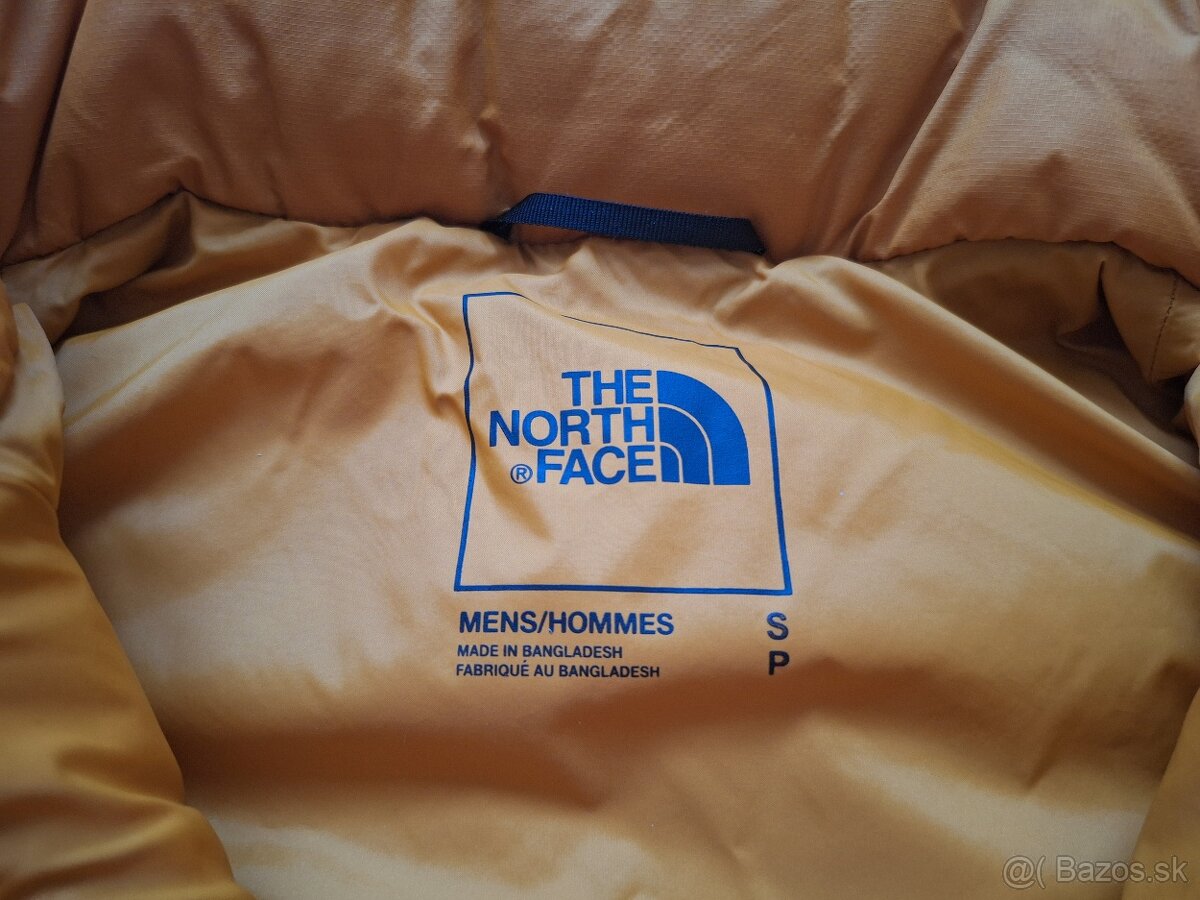 THE
NORTH
®FACE
MENS/HOMMES S
MADE IN BANGLADESH
FABRIQUÉ AU BANGLADESH P
@( Bazos.sk